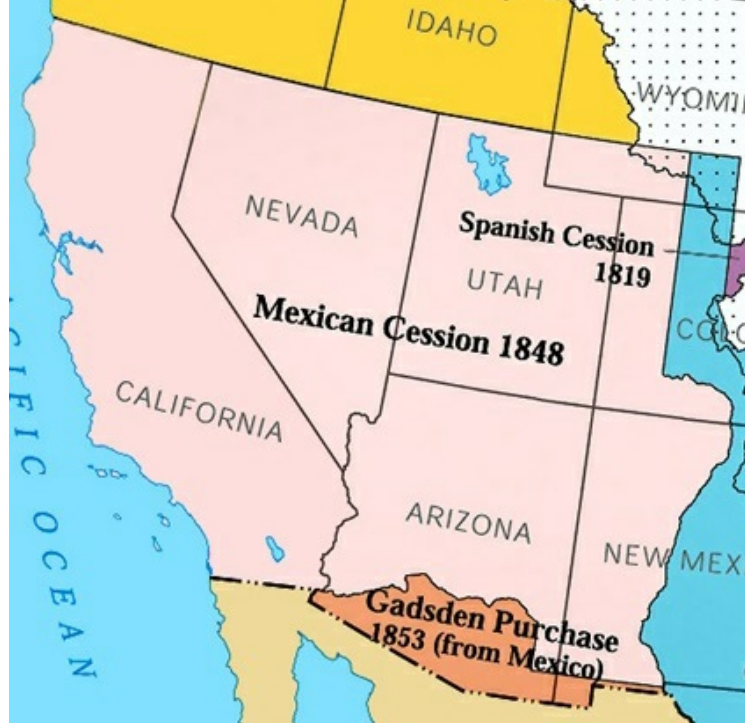 IDAHO
WYOMI
NEVADA
Spanish Cession
1819
UTAH
Mexican Cession 1848
COLO
CALIFORNIA
ARIZONA
NEW MEX
Gadsden Purchase
1853 (from Mexico)
CIFIC OCEAN